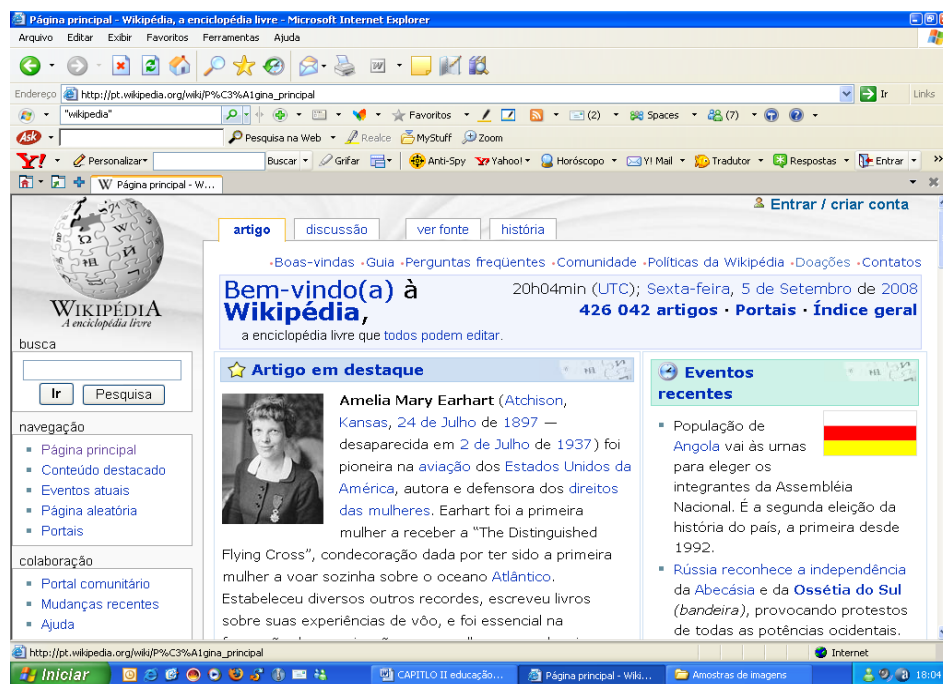 Página principal - Wikipédia, a enciclopédia livre - Microsoft Internet Explorer
Arquivo Editar Exibir Favoritos Ferramentas Ajuda
Endereço http://pt.wikipedia.org/wiki/P%C3%A1gina_principal Ir Links
"wikipedia" Favoritos (2) Spaces (7)
Ask Pesquisa na Web Realce MyStuff Zoom
Y! Personalizar Buscar Grifar Anti-Spy Yahoo! Horóscopo Y! Mail Tradutor Respostas Entrar
W Página principal - W...
Entrar / criar conta
artigo discussão ver fonte história
Boas-vindas Guia Perguntas freqüentes Comunidade Políticas da Wikipédia Doações Contatos
WIKIPÉDIA
A enciclopédia livre
busca
Ir Pesquisa
navegação
Página principal
Conteúdo destacado
Eventos atuais
Página aleatória
Portais
colaboração
Portal comunitário
Mudanças recentes
Ajuda
Bem-vindo(a) à
Wikipédia,
a enciclopédia livre que todos podem editar.
20h04min (UTC); Sexta-feira, 5 de Setembro de 2008
426 042 artigos · Portais · Índice geral
Artigo em destaque
Amelia Mary Earhart (Atchison,
Kansas, 24 de Julho de 1897 —
desaparecida em 2 de Julho de 1937) foi
pioneira na aviação dos Estados Unidos da
América, autora e defensora dos direitos
das mulheres. Earhart foi a primeira
mulher a receber a "The Distinguished
Flying Cross", condecoração dada por ter sido a primeira
mulher a voar sozinha sobre o oceano Atlântico.
Estabeleceu diversos outros recordes, escreveu livros
sobre suas experiências de vôo, e foi essencial na
Eventos
recentes
População de
Angola vai às urnas
para eleger os
integrantes da Assembléia
Nacional. É a segunda eleição da
história do país, a primeira desde
1992.
Rússia reconhece a independência
da Abecásia e da Ossétia do Sul
(bandeira), provocando protestos
de todas as potências ocidentais.
http://pt.wikipedia.org/wiki/P%C3%A1gina_principal Internet
Iniciar CAPITLO II educação... Página principal - Wiki... Amostras de imagens 18:04